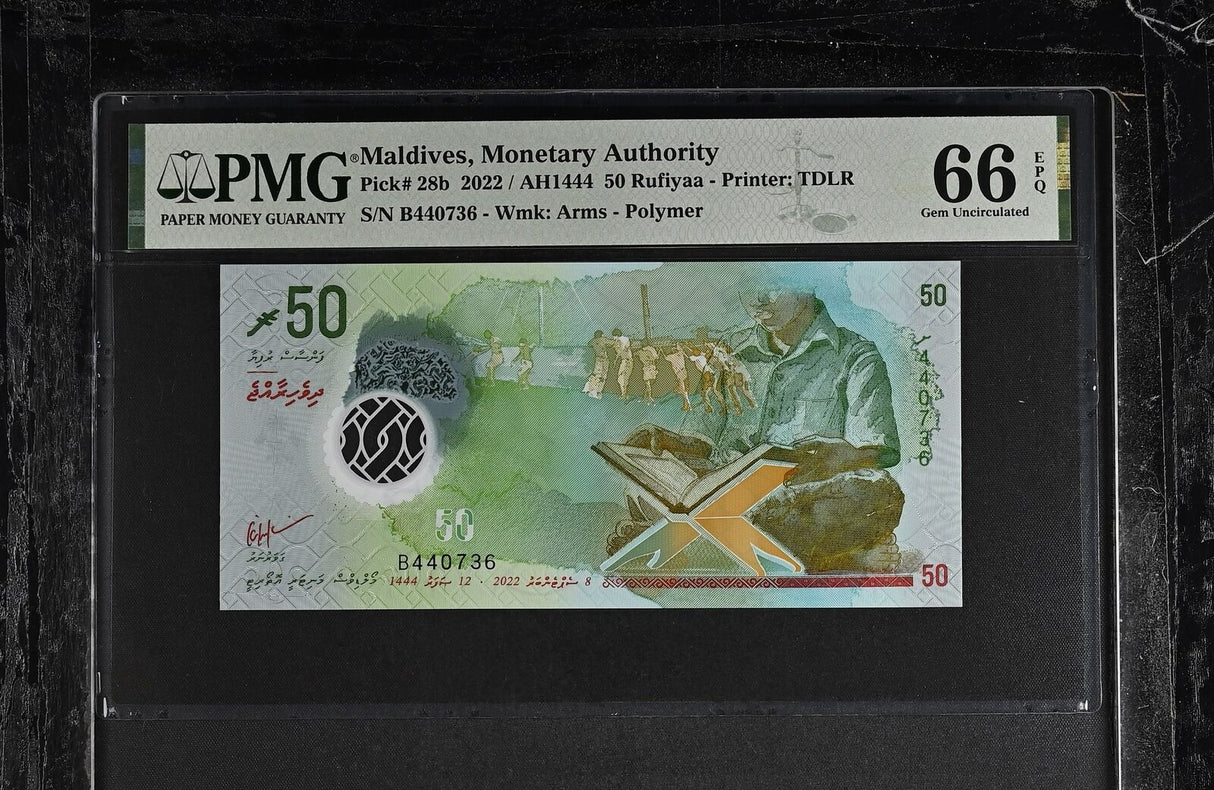 PMG® Maldives, Monetary Authority
Pick# 28b 2022 / AH1444 50 Rufiyaa - Printer: TDLR
PAPER MONEY GUARANTY S/N B440736 - Wmk: Arms - Polymer
66 EPQ
Gem Uncirculated
50
50
ފަންސާސް ރުފިޔާ
ދިވެހިރާއްޖެ
440736
50
ގަވަރުނަރު
B440736
މޯލްޑިވްސް މަނިޓަރީ އޮތޯރިޓީ
8 ސެޕްޓެންބަރު 2022 · 12 ސަފަރު 1444
50